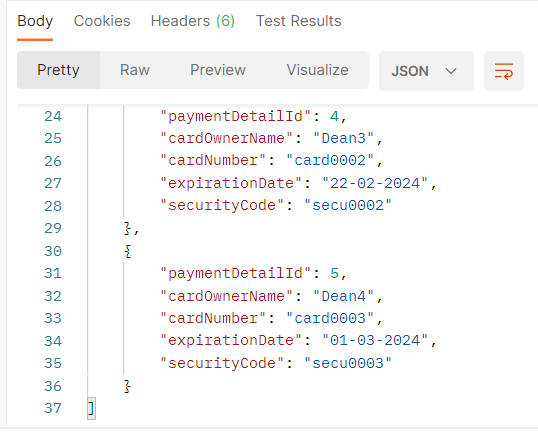 Body Cookies Headers (6) Test Results
Pretty Raw Preview Visualize JSON
24 "paymentDetailId": 4,
25 "cardOwnerName": "Dean3",
26 "cardNumber": "card0002",
27 "expirationDate": "22-02-2024",
28 "securityCode": "secu0002"
29 },
30 {
31 "paymentDetailId": 5,
32 "cardOwnerName": "Dean4",
33 "cardNumber": "card0003",
34 "expirationDate": "01-03-2024",
35 "securityCode": "secu0003"
36 }
37 ]